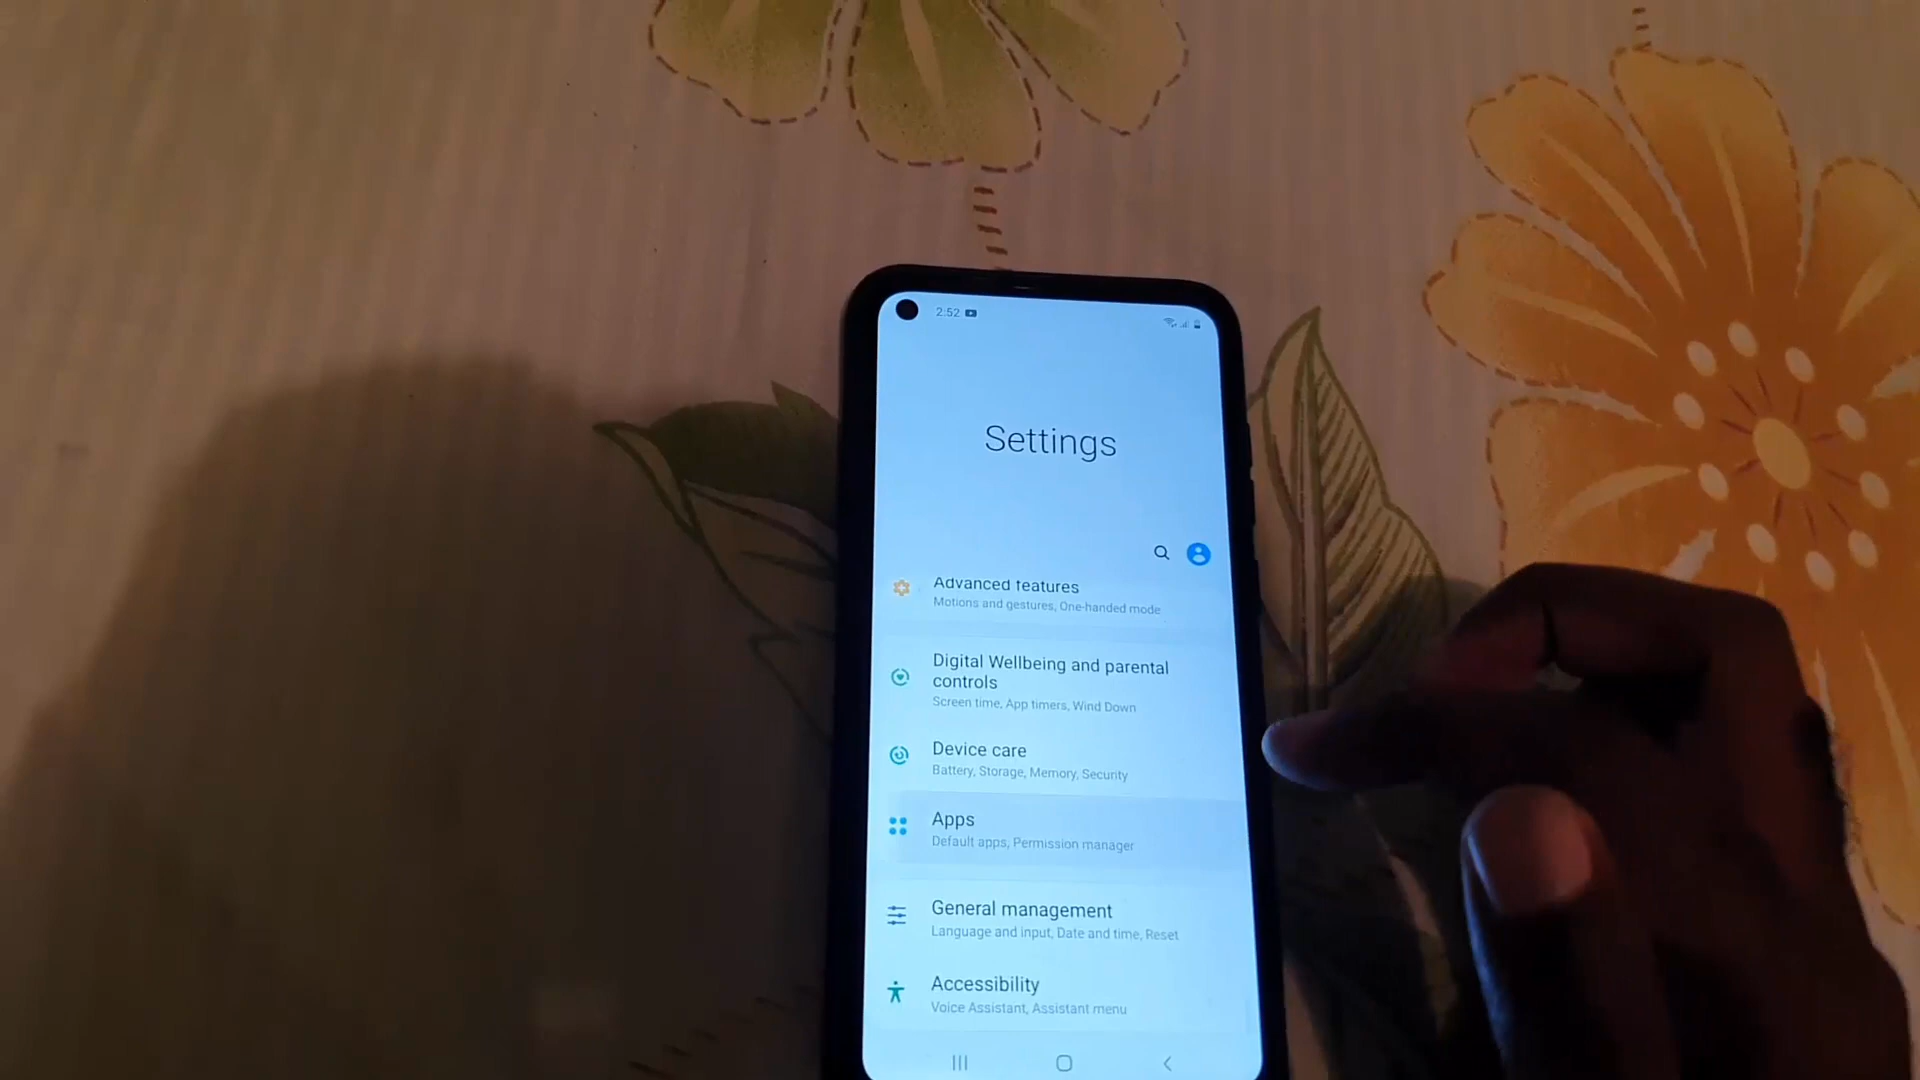 2:52
Settings
Advanced features
Motions and gestures, One-handed mode
Digital Wellbeing and parental
controls
Screen time, App timers, Wind Down
Device care
Battery, Storage, Memory, Security
Apps
Default apps, Permission manager
General management
Language and input, Date and time, Reset
Accessibility
Voice Assistant, Assistant menu